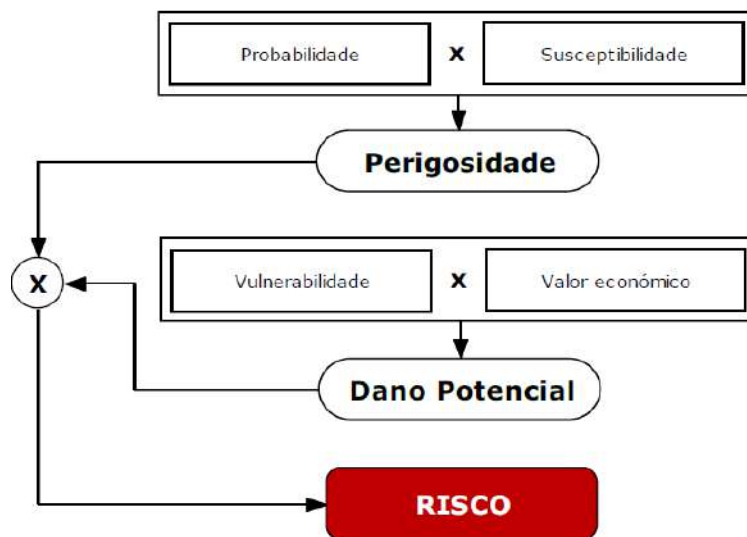 Probabilidade x Susceptibilidade
Perigosidade
X
Vulnerabilidade x Valor económico
Dano Potencial
RISCO